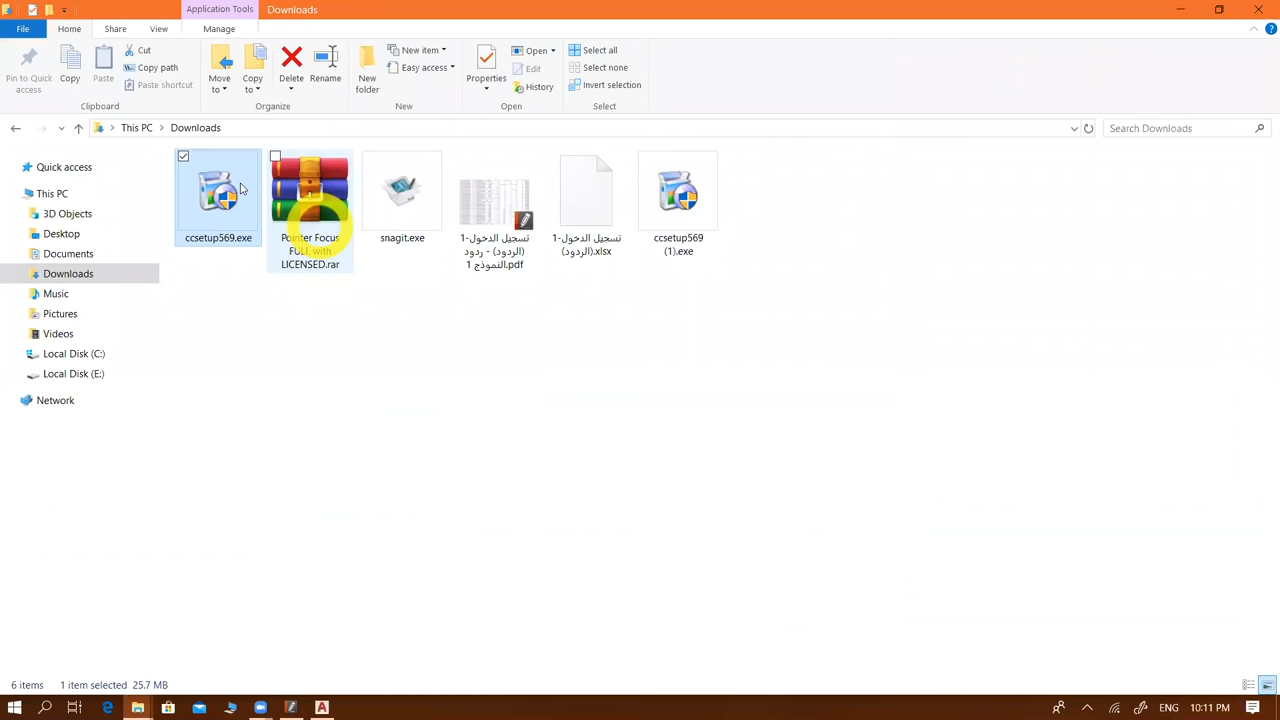 Application Tools
Downloads
File
Home
Share
View
Manage
Pin to Quick access
Copy
Paste
Cut
Copy path
Paste shortcut
Clipboard
Move to
Copy to
Delete
Rename
Organize
New folder
New item
Easy access
New
Properties
Open
Edit
History
Open
Select all
Select none
Invert selection
Select
This PC
Downloads
Search Downloads
Quick access
This PC
3D Objects
Desktop
Documents
Downloads
Music
Pictures
Videos
Local Disk (C:)
Local Disk (E:)
Network
ccsetup569.exe
Pointer Focus
FULL with
LICENSED.rar
snagit.exe
تسجيل الدخول-1
(الردود) - ردود
النموذج 1.pdf
تسجيل الدخول-1
(الردود).xlsx
ccsetup569
(1).exe
6 items
1 item selected
25.7 MB
ENG
10:11 PM